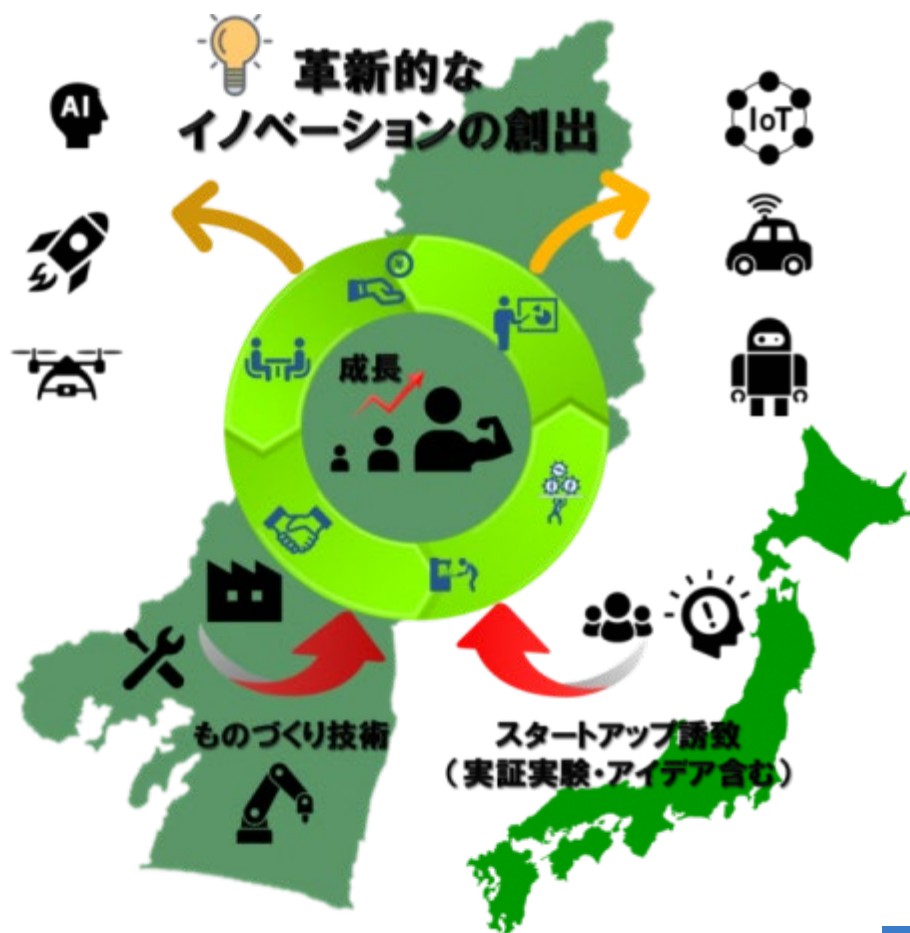 革新的な
イノベーションの創出
AI
IoT
¥
成長
ものづくり技術
スタートアップ誘致
(実証実験・アイデア含む)